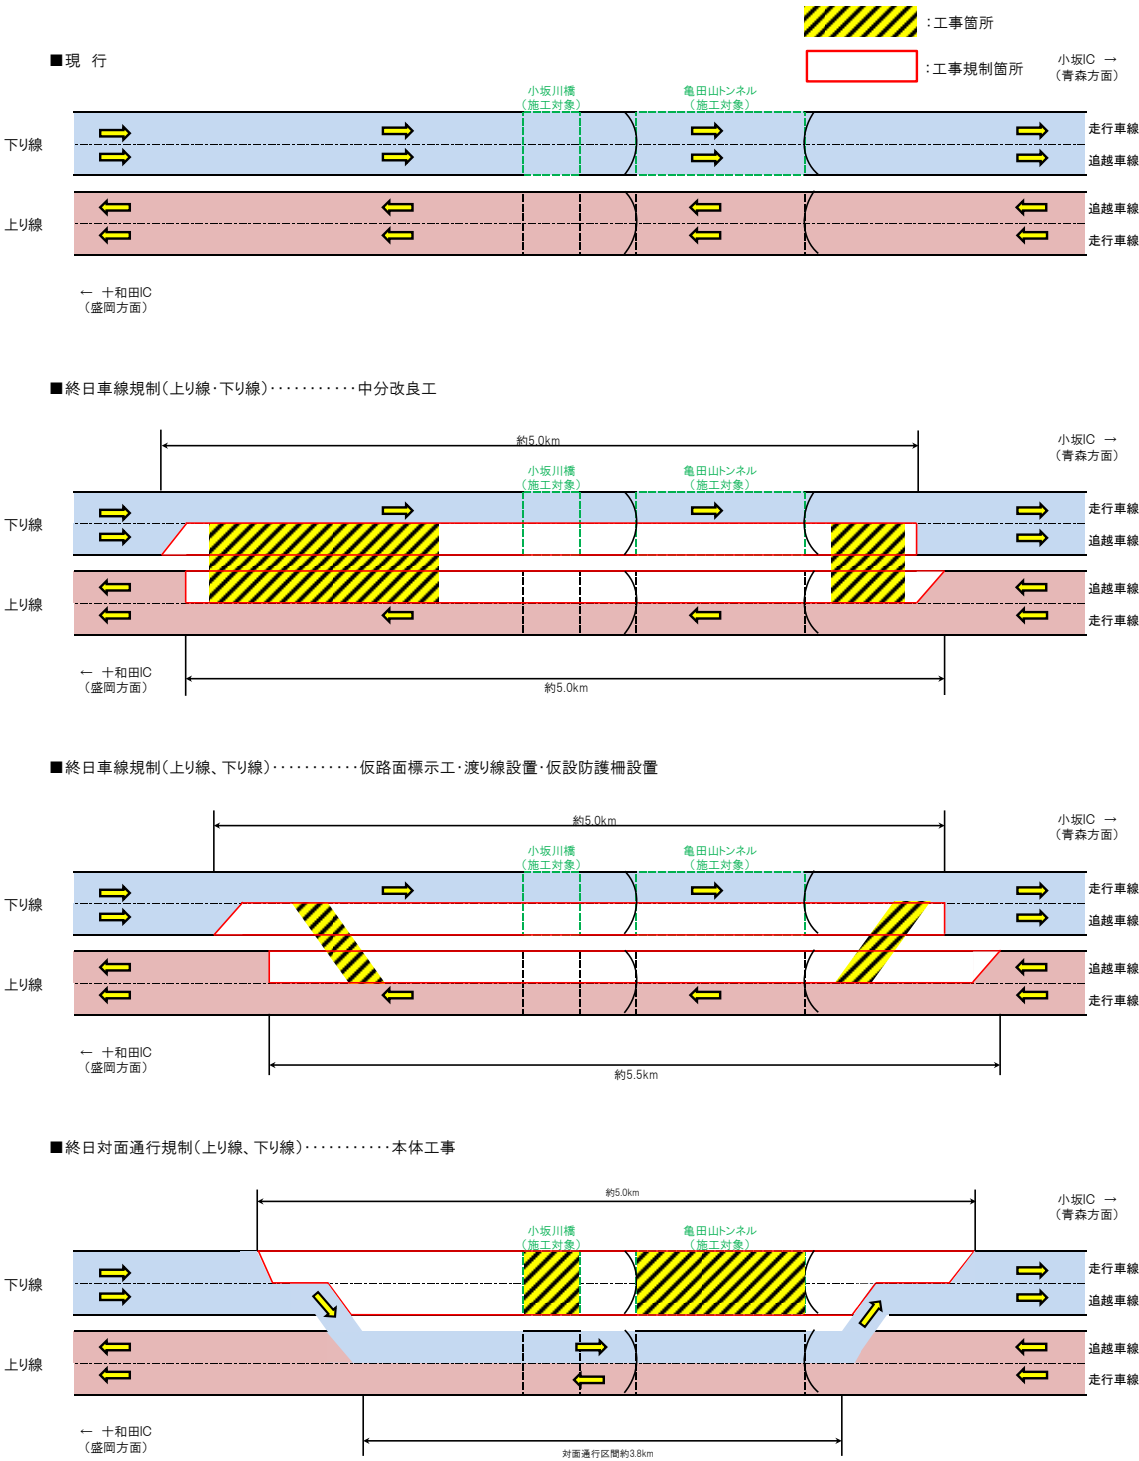 ：工事箇所
■現　行
：工事規制箇所
小坂IC　→
（青森方面）
小坂川橋
（施工対象）
亀田山トンネル
（施工対象）
下り線
走行車線
追越車線
上り線
追越車線
走行車線
←　十和田IC
（盛岡方面）
■終日車線規制（上り線・下り線）・・・・・・・・・・・中分改良工
約5.0km
小坂IC　→
（青森方面）
小坂川橋
（施工対象）
亀田山トンネル
（施工対象）
下り線
走行車線
追越車線
上り線
追越車線
走行車線
←　十和田IC
（盛岡方面）
約5.0km
■終日車線規制（上り線、下り線）・・・・・・・・・・・仮路面標示工・渡り線設置・仮設防護柵設置
約5.0km
小坂IC　→
（青森方面）
小坂川橋
（施工対象）
亀田山トンネル
（施工対象）
下り線
走行車線
追越車線
上り線
追越車線
走行車線
←　十和田IC
（盛岡方面）
約5.5km
■終日対面通行規制（上り線、下り線）・・・・・・・・・・・本体工事
約5.0km
小坂IC　→
（青森方面）
小坂川橋
（施工対象）
亀田山トンネル
（施工対象）
下り線
走行車線
追越車線
上り線
追越車線
走行車線
←　十和田IC
（盛岡方面）
対面通行区間約3.8km